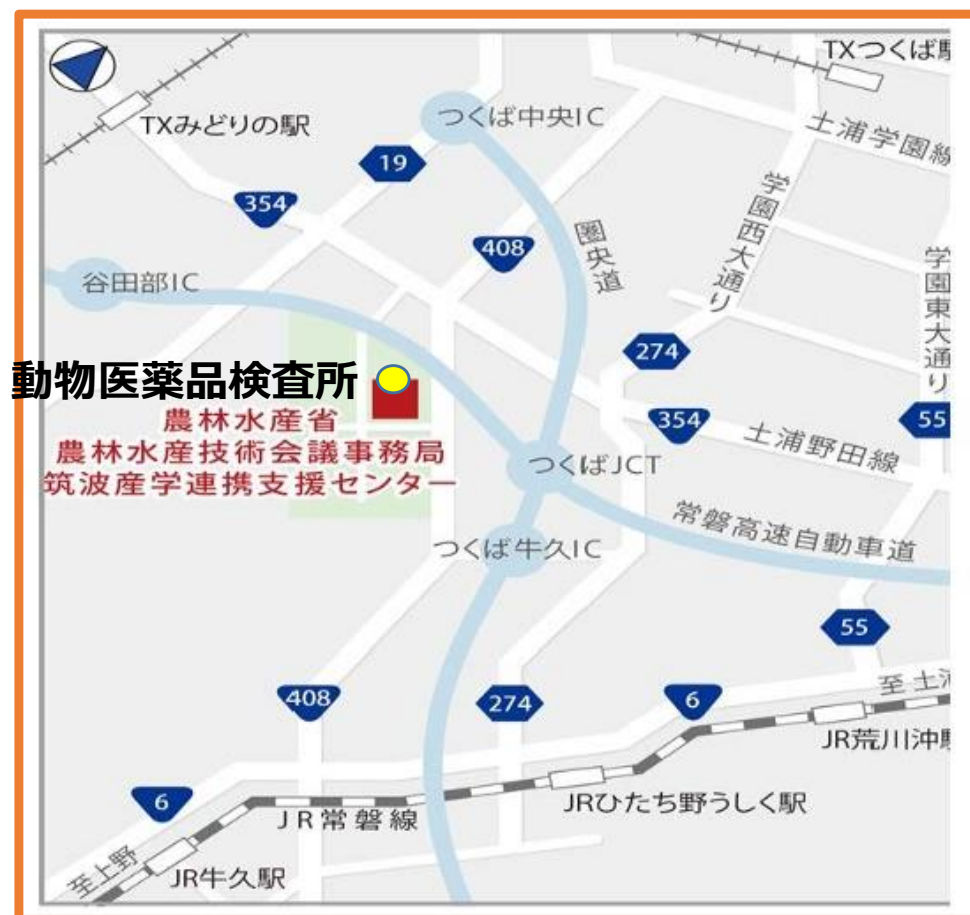 TXつくば駅
TXみどりの駅
つくば中央IC
土浦学園線
19
354
学園西大通り
408
圏央道
谷田部IC
学園東大通り
274
動物医薬品検査所
農林水産省
農林水産技術会議事務局
筑波産学連携支援センター
354
55
土浦野田線
つくばJCT
常磐高速自動車道
つくば牛久IC
55
408
274
6
至 土浦
JR荒川沖駅
6
JR常磐線
JRひたち野うしく駅
至上野
JR牛久駅